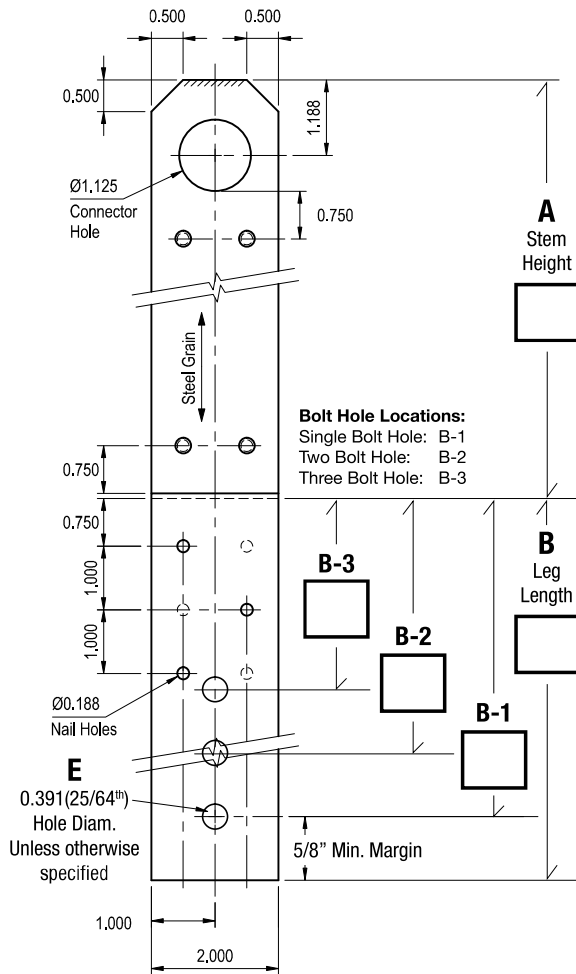 0.500
0.500
0.500
1.188
Ø1.125
Connector
Hole
0.750
A
Stem
Height
Steel Grain
Bolt Hole Locations:
Single Bolt Hole: B-1
Two Bolt Hole: B-2
Three Bolt Hole: B-3
0.750
0.750
B
Leg
Length
B-3
1.000
B-2
1.000
B-1
Ø0.188
Nail Holes
E
0.391(25/64th)
Hole Diam.
Unless otherwise
specified
5/8" Min. Margin
1.000
2.000